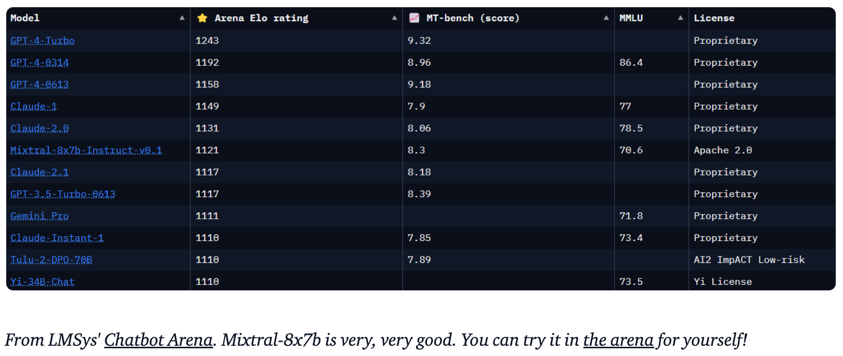 Model ▲ ⭐ Arena Elo rating ▲ 📈 MT-bench (score) ▲ MMLU ▲ License
GPT-4-Turbo 1243 9.32 Proprietary
GPT-4-0314 1192 8.96 86.4 Proprietary
GPT-4-0613 1158 9.18 Proprietary
Claude-1 1149 7.9 77 Proprietary
Claude-2.0 1131 8.06 78.5 Proprietary
Mixtral-8x7b-Instruct-v0.1 1121 8.3 70.6 Apache 2.0
Claude-2.1 1117 8.18 Proprietary
GPT-3.5-Turbo-0613 1117 8.39 Proprietary
Gemini Pro 1111 71.8 Proprietary
Claude-Instant-1 1110 7.85 73.4 Proprietary
Tulu-2-DPO-70B 1110 7.89 AI2 ImpACT Low-risk
Yi-34B-Chat 1110 73.5 Yi License
From LMSys' Chatbot Arena. Mixtral-8x7b is very, very good. You can try it in the arena for yourself!